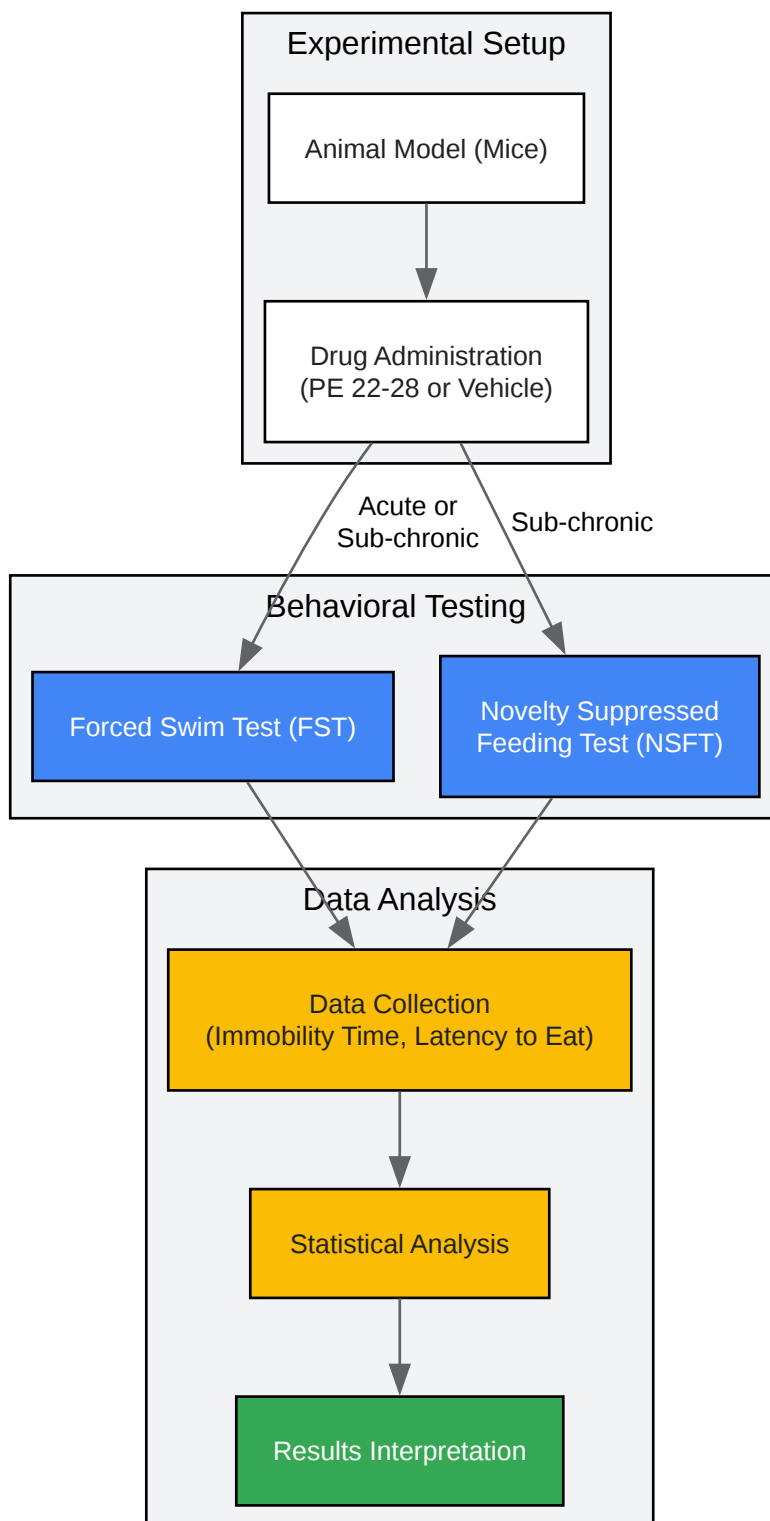 Experimental Setup
Animal Model (Mice)
Drug Administration
(PE 22-28 or Vehicle)
Acute or
Sub-chronic
Sub-chronic
Behavioral Testing
Forced Swim Test (FST)
Novelty Suppressed
Feeding Test (NSFT)
Data Analysis
Data Collection
(Immobility Time, Latency to Eat)
Statistical Analysis
Results Interpretation